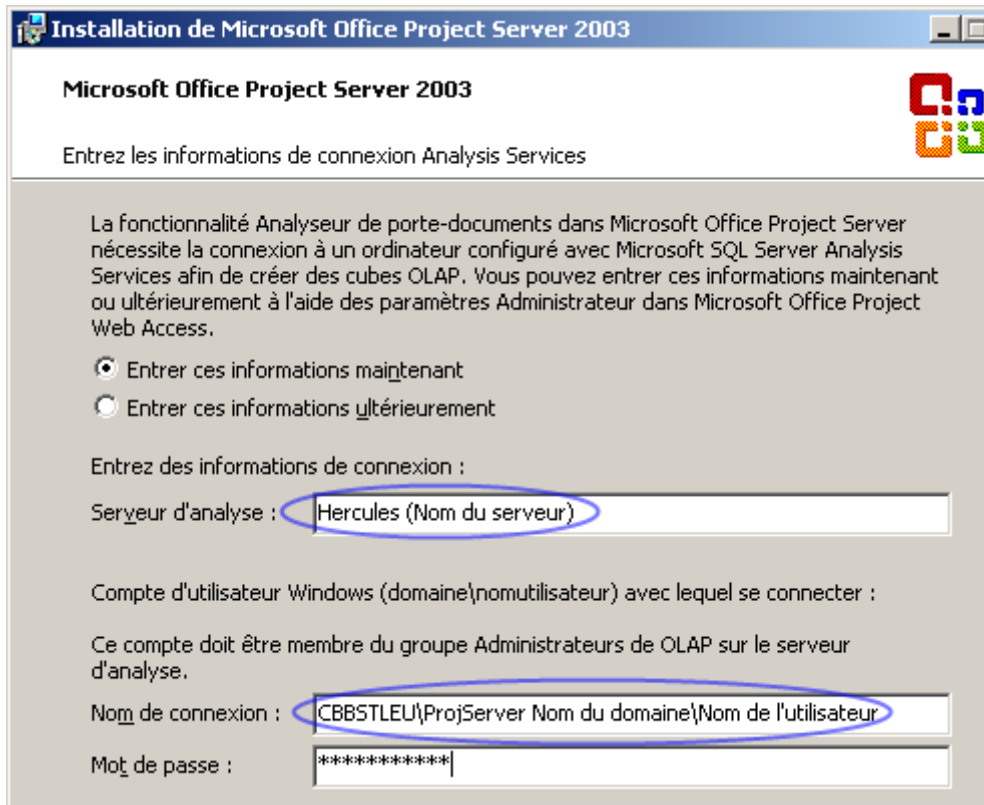 Installation de Microsoft Office Project Server 2003
Microsoft Office Project Server 2003
Entrez les informations de connexion Analysis Services
La fonctionnalité Analyseur de porte-documents dans Microsoft Office Project Server
nécessite la connexion à un ordinateur configuré avec Microsoft SQL Server Analysis
Services afin de créer des cubes OLAP. Vous pouvez entrer ces informations maintenant
ou ultérieurement à l'aide des paramètres Administrateur dans Microsoft Office Project
Web Access.
Entrer ces informations maintenant
Entrer ces informations ultérieurement
Entrez des informations de connexion :
Serveur d'analyse : Hercules (Nom du serveur)
Compte d'utilisateur Windows (domaine\nomutilisateur) avec lequel se connecter :
Ce compte doit être membre du groupe Administrateurs de OLAP sur le serveur
d'analyse.
Nom de connexion : CBBSTLEU\ProjServer Nom du domaine\Nom de l'utilisateur
Mot de passe : ***********